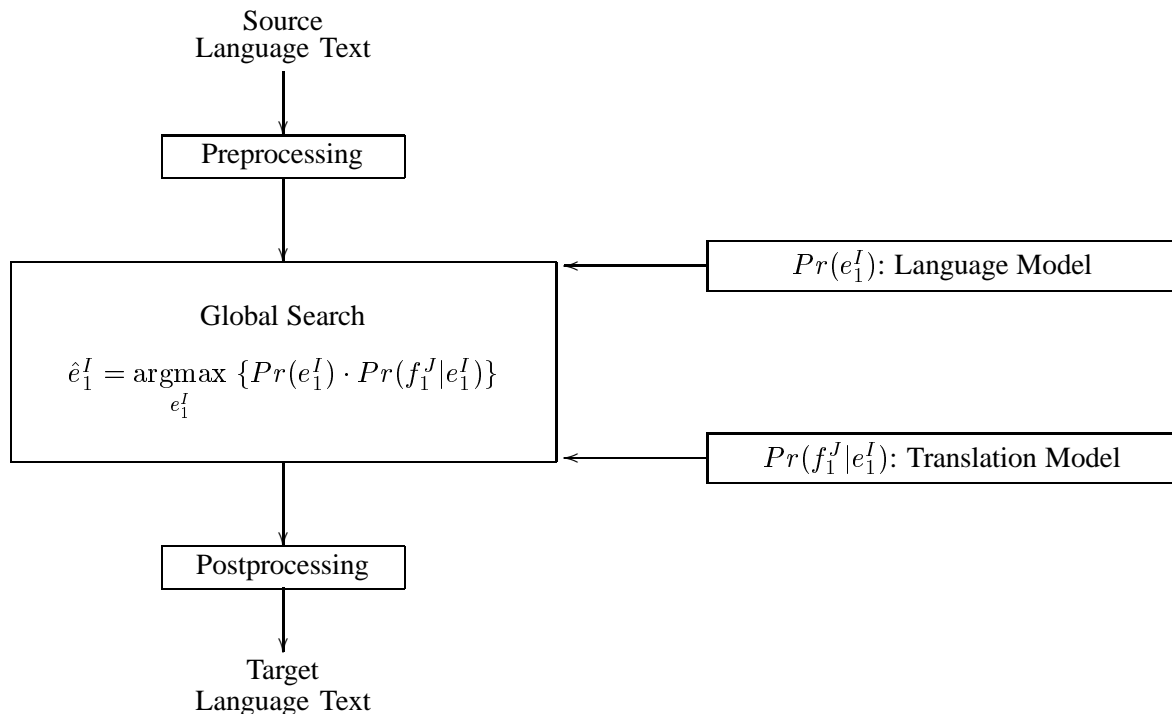 Source
Language Text
Preprocessing
Pr(e_1^I): Language Model
Global Search
ê_1^I = argmax {Pr(e_1^I) · Pr(f_1^J|e_1^I)}
e_1^I
Pr(f_1^J|e_1^I): Translation Model
Postprocessing
Target
Language Text